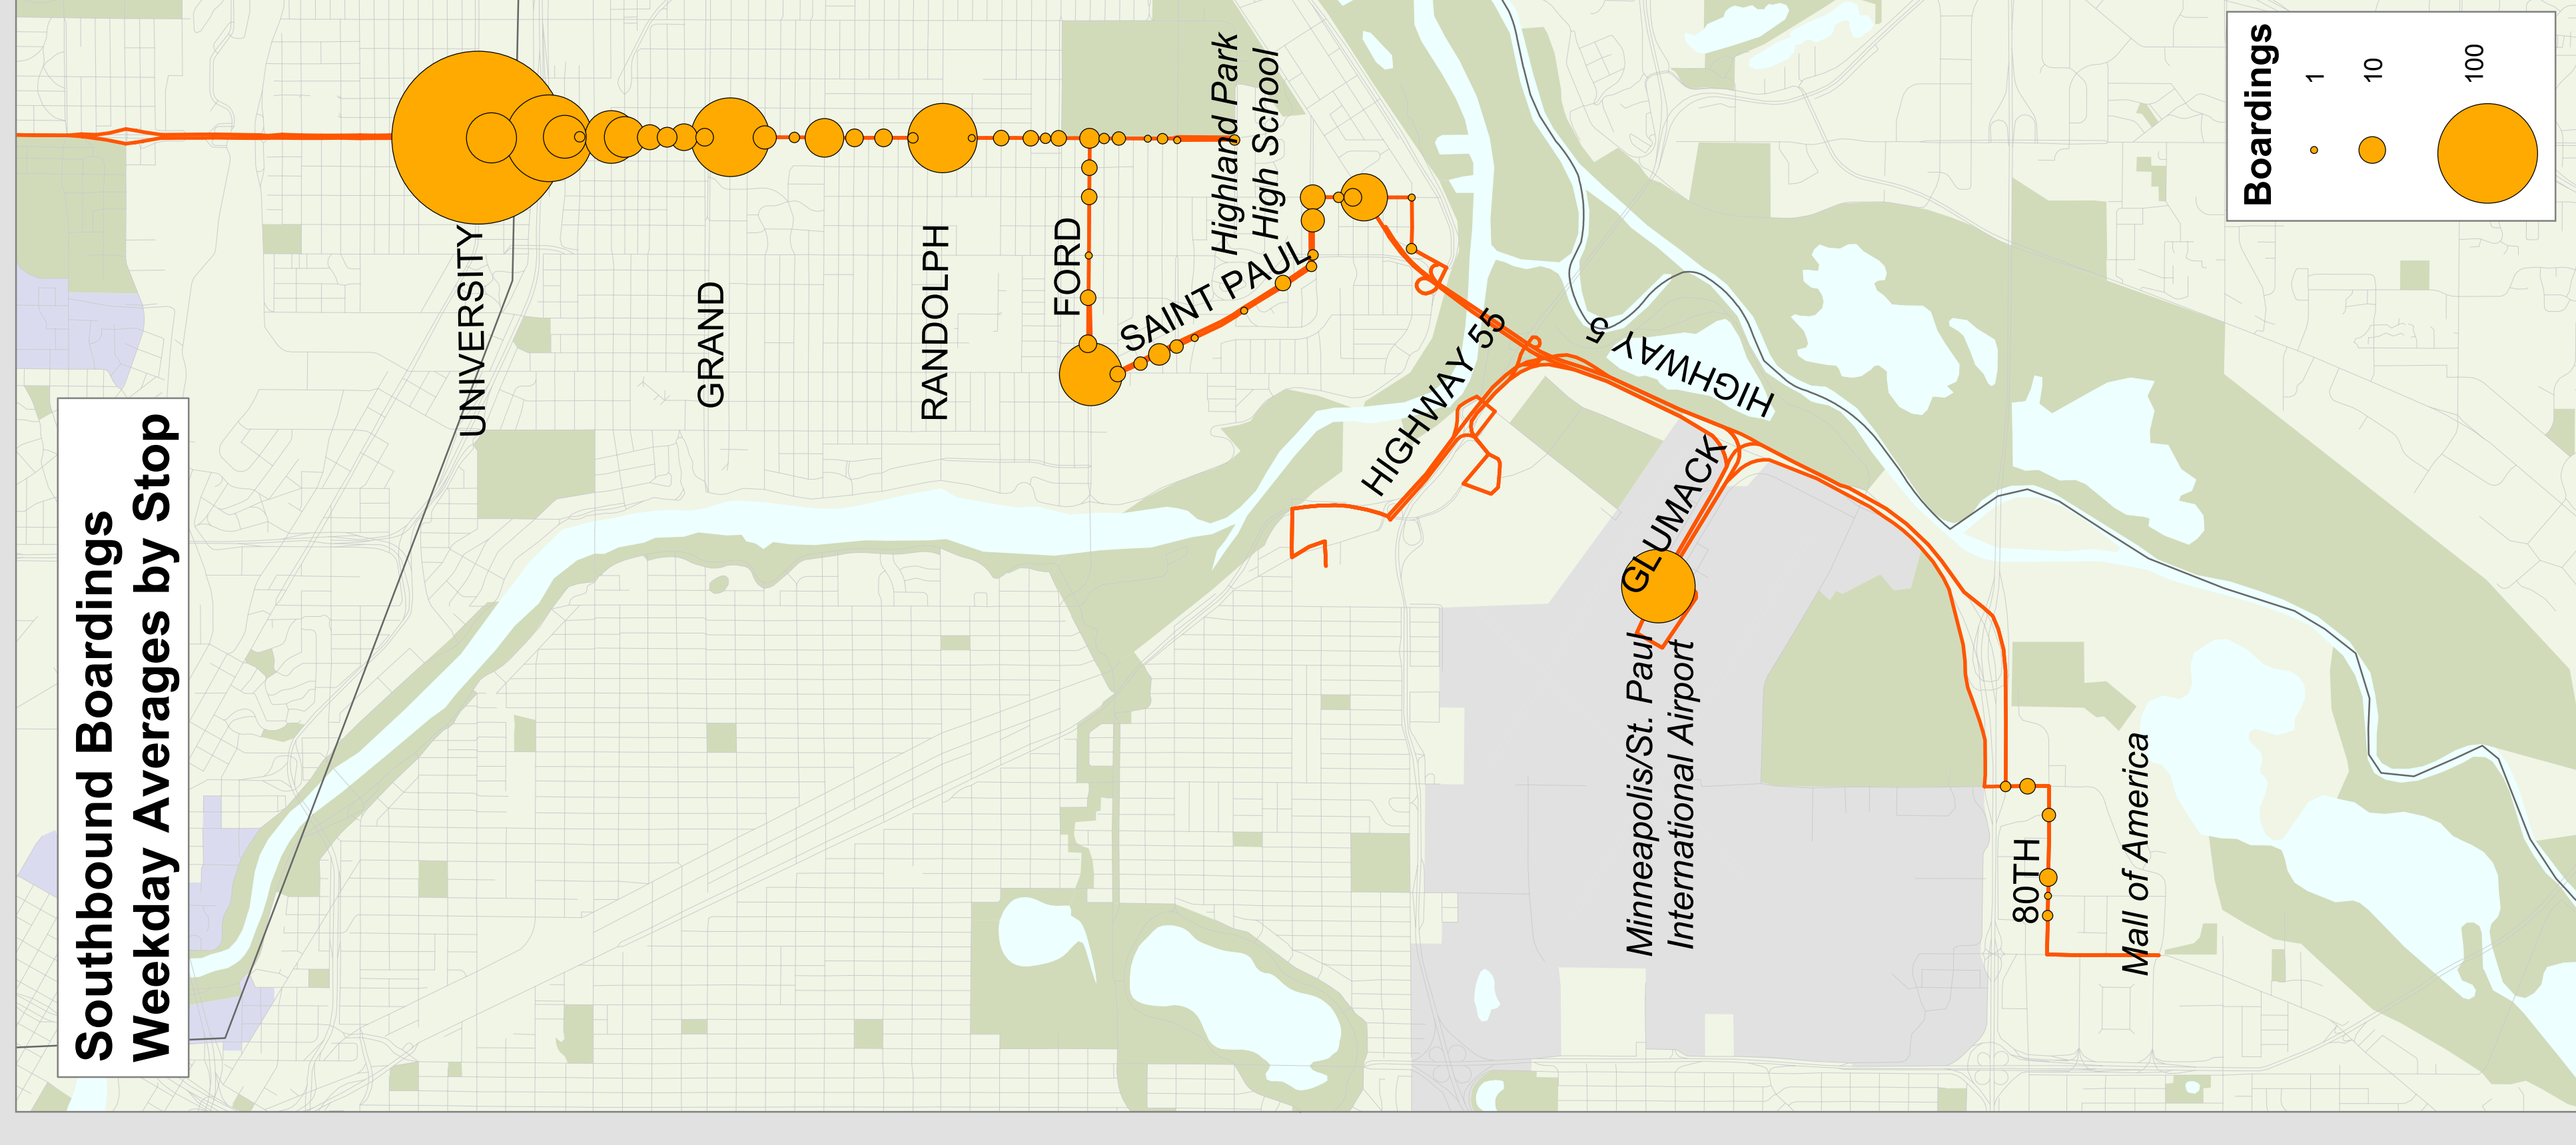 Southbound Boardings
Weekday Averages by Stop
UNIVERSITY
GRAND
RANDOLPH
FORD
Highland Park
High School
SAINT PAUL
HIGHWAY 55
HIGHWAY 5
GLUMACK
Minneapolis/St. Paul
International Airport
80TH
Mall of America
Boardings
1
10
100